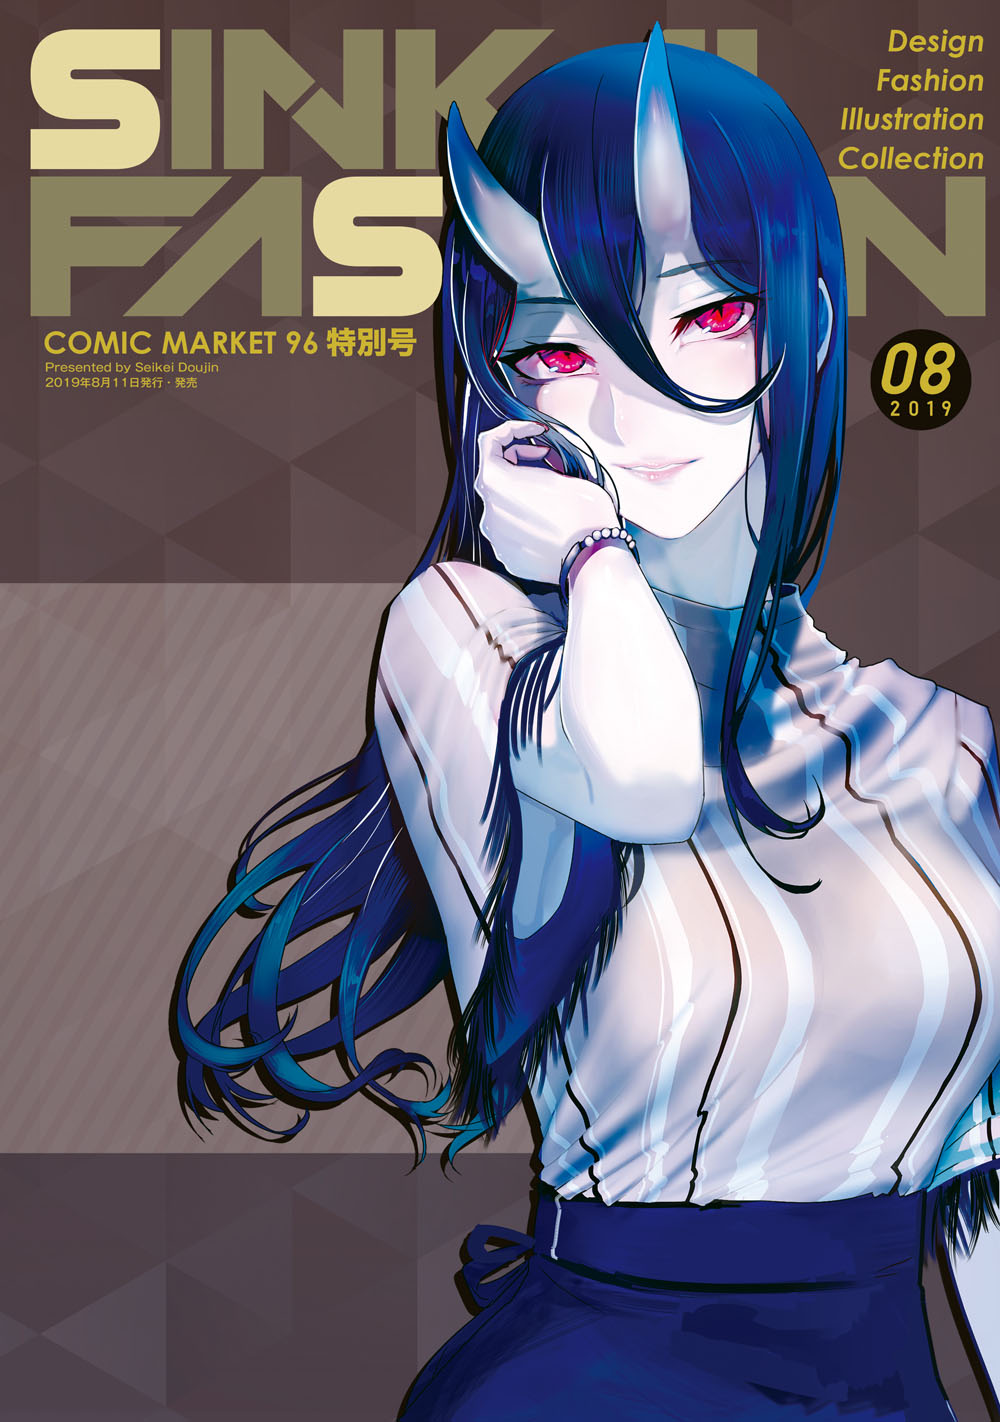 SINK
FAS N
Design
Fashion
Illustration
Collection
COMIC MARKET 96 特別号
Presented by Seikei Doujin
2019年8月11日発行・発売
08
2019